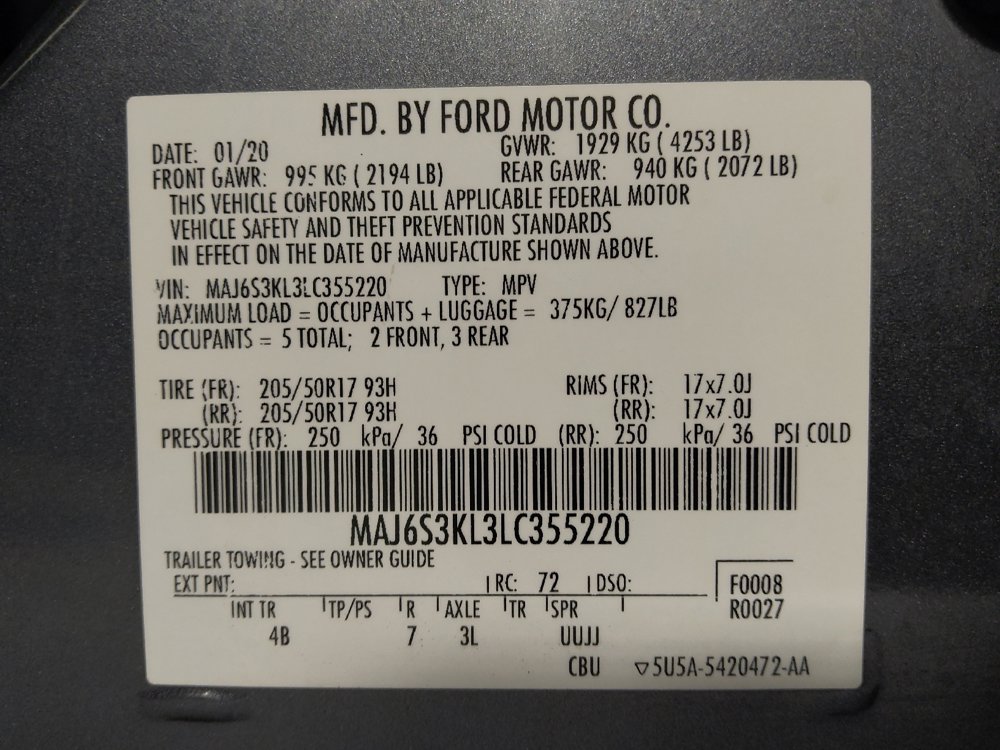 MFD. BY FORD MOTOR CO.
DATE: 01/20 GVWR: 1929 KG ( 4253 LB)
FRONT GAWR: 995 KG ( 2194 LB) REAR GAWR: 940 KG ( 2072 LB)
THIS VEHICLE CONFORMS TO ALL APPLICABLE FEDERAL MOTOR
VEHICLE SAFETY AND THEFT PREVENTION STANDARDS
IN EFFECT ON THE DATE OF MANUFACTURE SHOWN ABOVE.
VIN: MAJ6S3KL3LC355220 TYPE: MPV
MAXIMUM LOAD = OCCUPANTS + LUGGAGE = 375KG/ 827LB
OCCUPANTS = 5 TOTAL; 2 FRONT, 3 REAR
TIRE (FR): 205/50R17 93H RIMS (FR): 17x7.0J
(RR): 205/50R17 93H (RR): 17x7.0J
PRESSURE (FR): 250 kPa/ 36 PSI COLD (RR): 250 kPa/ 36 PSI COLD
MAJ6S3KL3LC355220
TRAILER TOWING - SEE OWNER GUIDE
EXT PNT: RC: 72 DSO: F0008
INT TR TP/PS R AXLE TR SPR R0027
4B 7 3L UUJJ
CBU ▽5U5A-5420472-AA